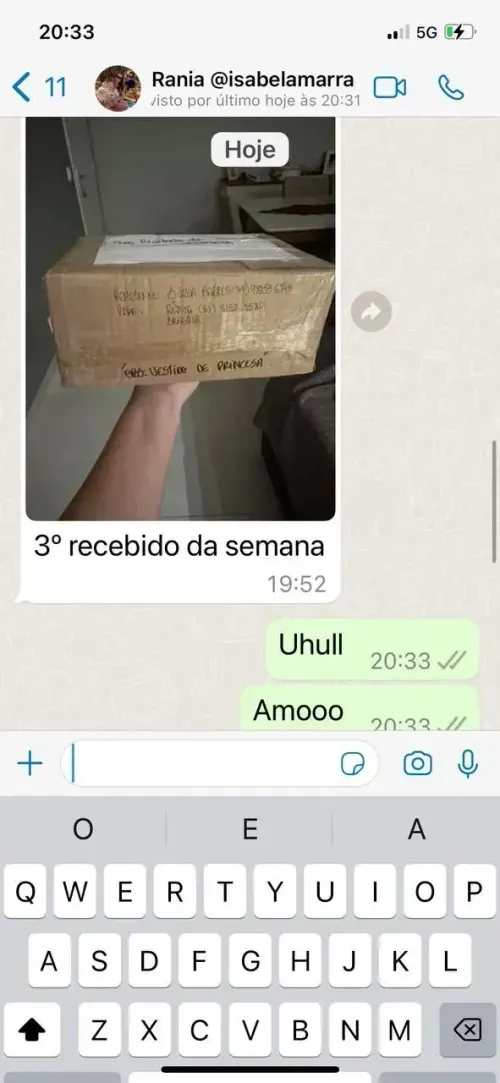 20:33
5G
11
Rania @isabelamarra
visto por último hoje às 20:31
Hoje
"OBS: VESTIDO DE PRINCESA"
3º recebido da semana
19:52
Uhull
20:33
Amooo
20:33
O E A
Q W E R T Y U I O P
A S D F G H J K L
Z X C V B N M